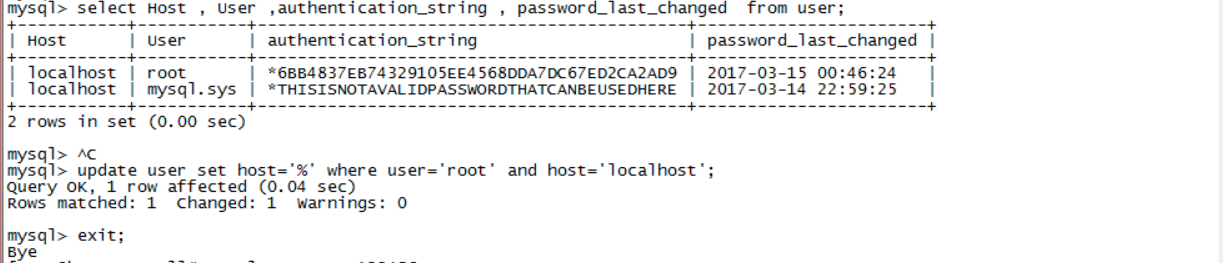 mysql> select Host , User ,authentication_string , password_last_changed  from user;
+-----------+-----------+-------------------------------------------+-----------------------+
| Host      | User      | authentication_string                     | password_last_changed |
+-----------+-----------+-------------------------------------------+-----------------------+
| localhost | root      | *6BB4837EB74329105EE4568DDA7DC67ED2CA2AD9 | 2017-03-15 00:46:24   |
| localhost | mysql.sys | *THISISNOTAVALIDPASSWORDTHATCANBEUSEDHERE | 2017-03-14 22:59:25   |
+-----------+-----------+-------------------------------------------+-----------------------+
2 rows in set (0.00 sec)
mysql> ^C
mysql> update user set host='%' where user='root' and host='localhost';
Query OK, 1 row affected (0.04 sec)
Rows matched: 1  Changed: 1  Warnings: 0
mysql> exit;
Bye